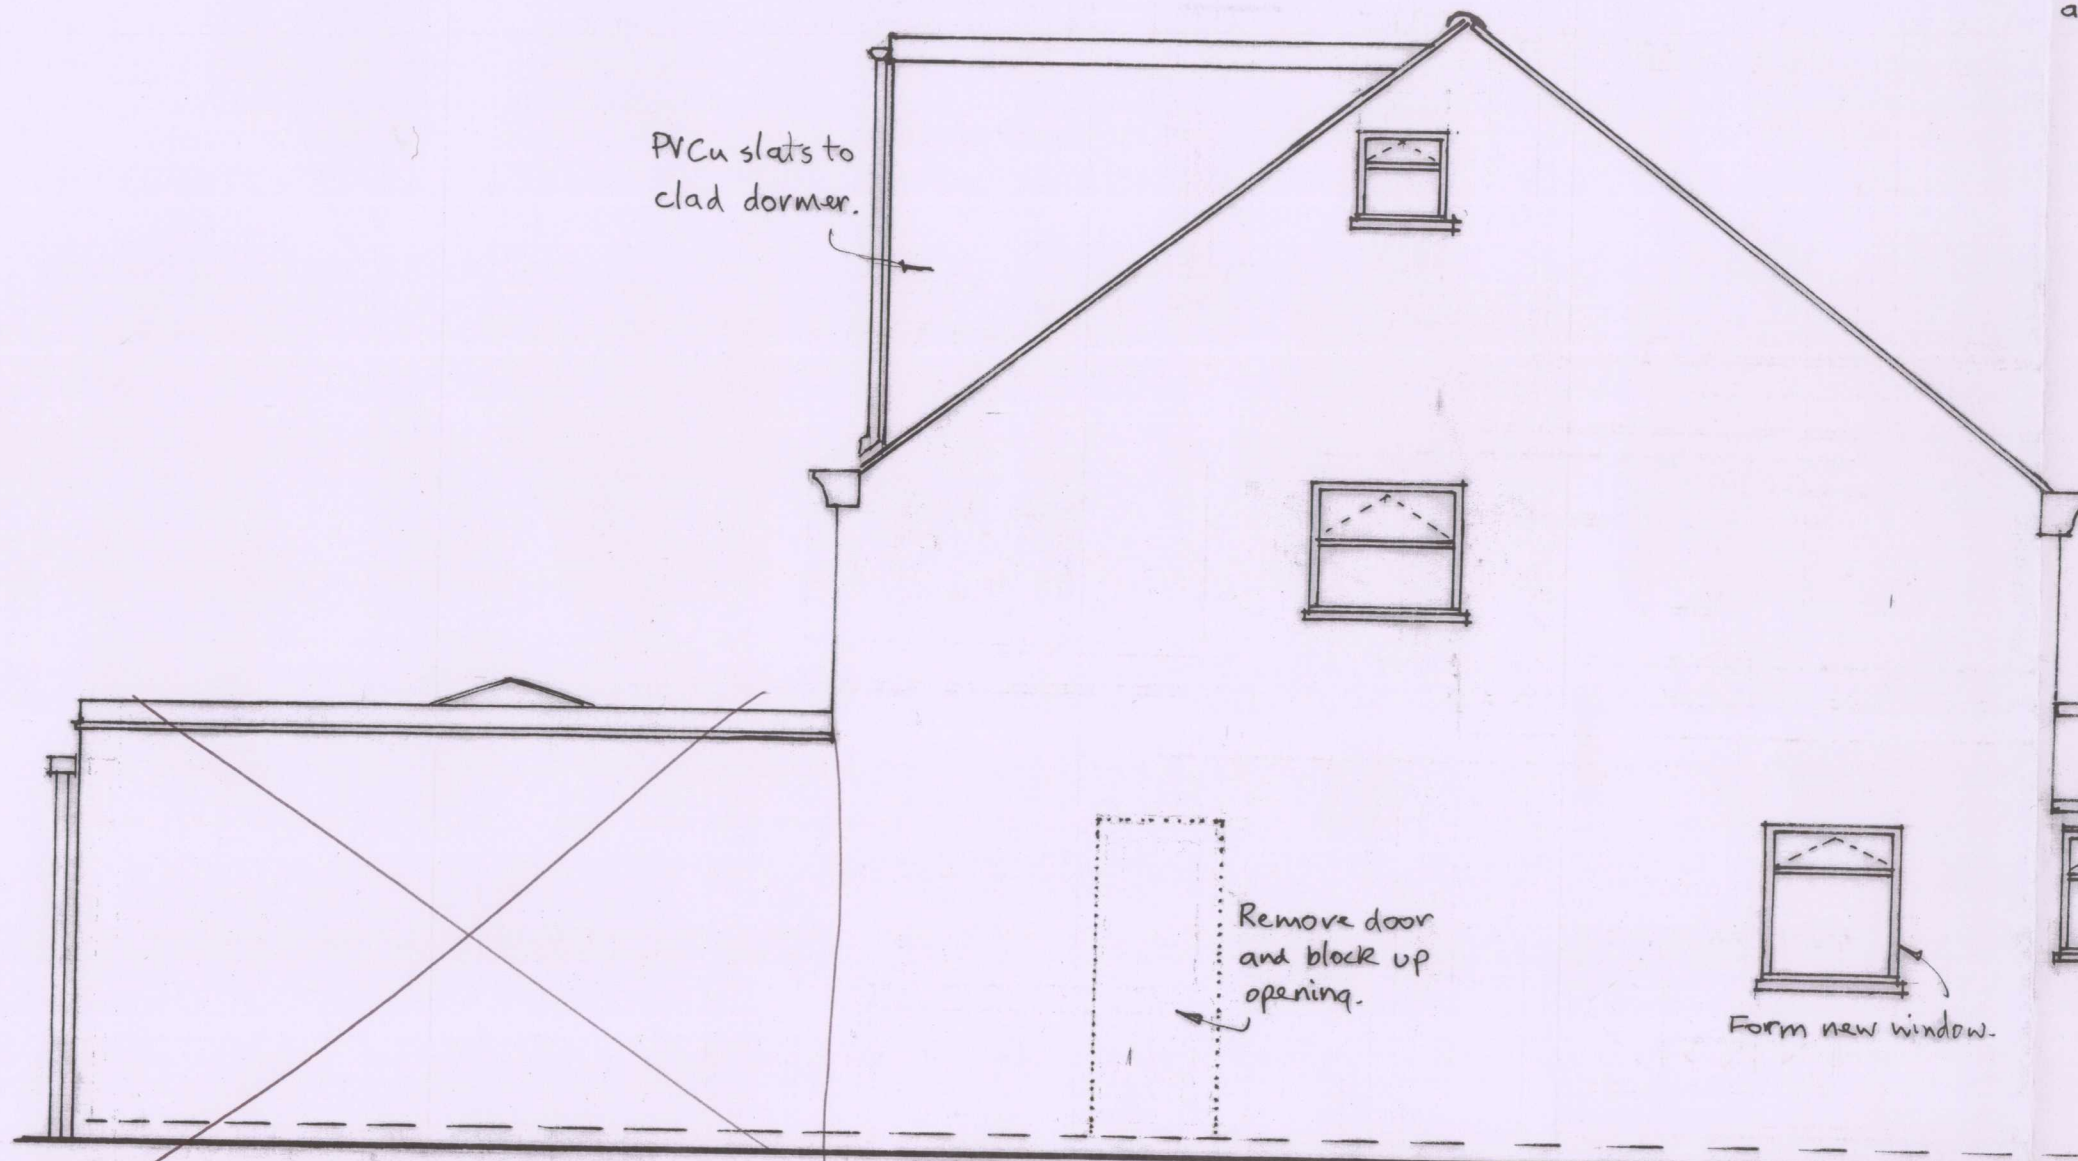 a
PVCu slats to
clad dormer.
Remove door
and block up
opening.
Form new window.